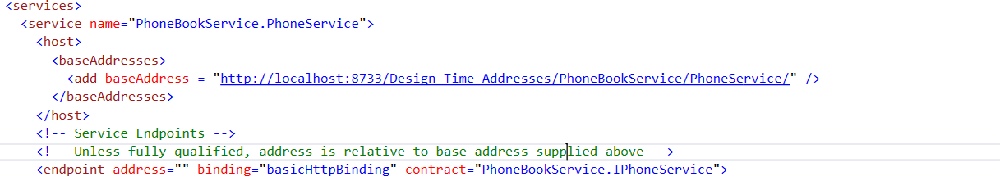 <services>
<service name="PhoneBookService.PhoneService">
<host>
<baseAddresses>
<add baseAddress = "http://localhost:8733/Design_Time_Addresses/PhoneBookService/PhoneService/" />
</baseAddresses>
</host>
<!-- Service Endpoints -->
<!-- Unless fully qualified, address is relative to base address supplied above -->
<endpoint address="" binding="basicHttpBinding" contract="PhoneBookService.IPhoneService">